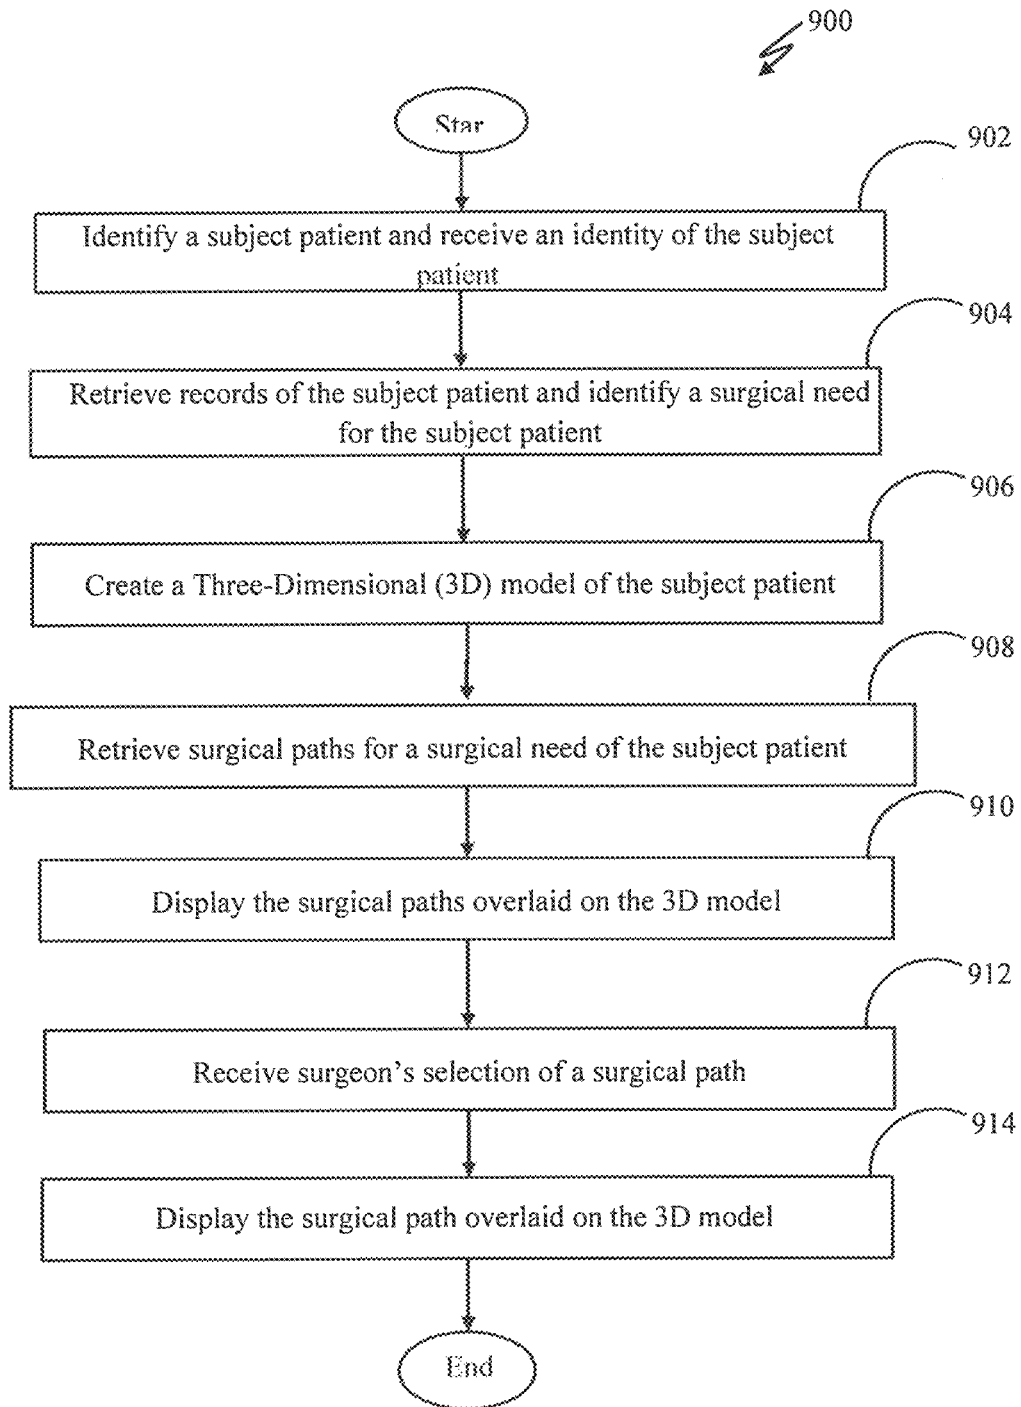 900
Star
902
Identify a subject patient and receive an identity of the subject
patient
904
Retrieve records of the subject patient and identify a surgical need
for the subject patient
906
Create a Three-Dimensional (3D) model of the subject patient
908
Retrieve surgical paths for a surgical need of the subject patient
910
Display the surgical paths overlaid on the 3D model
912
Receive surgeon's selection of a surgical path
914
Display the surgical path overlaid on the 3D model
End